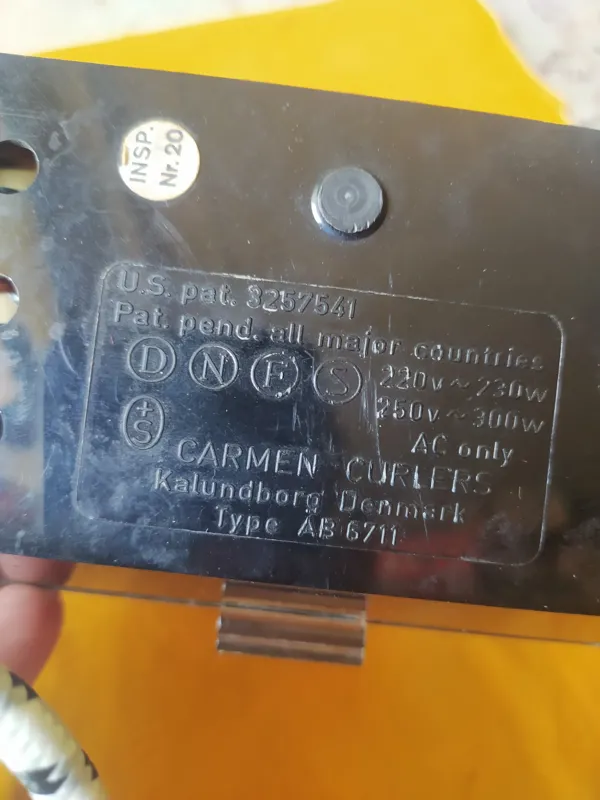 INSP.
Nr. 20
U.S. pat. 3257541
Pat. pend. all major countries
D N F S 220v ~ 230w
+S 250v ~ 300w
AC only
CARMEN CURLERS
Kalundborg Denmark
Type AB 6711